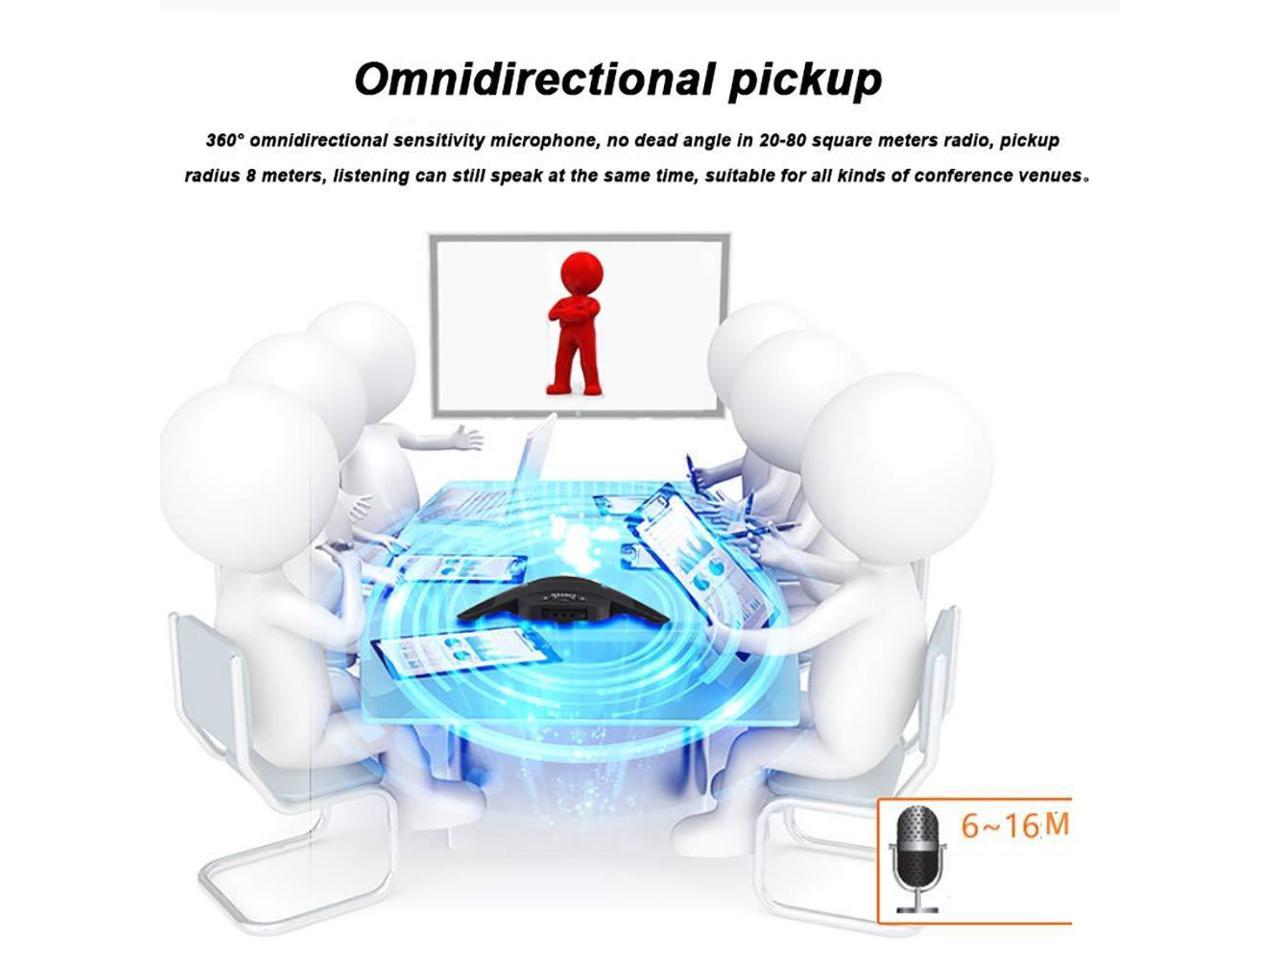 Omnidirectional pickup
360° omnidirectional sensitivity microphone, no dead angle in 20-80 square meters radio, pickup
radius 8 meters, listening can still speak at the same time, suitable for all kinds of conference venues。
6~16M